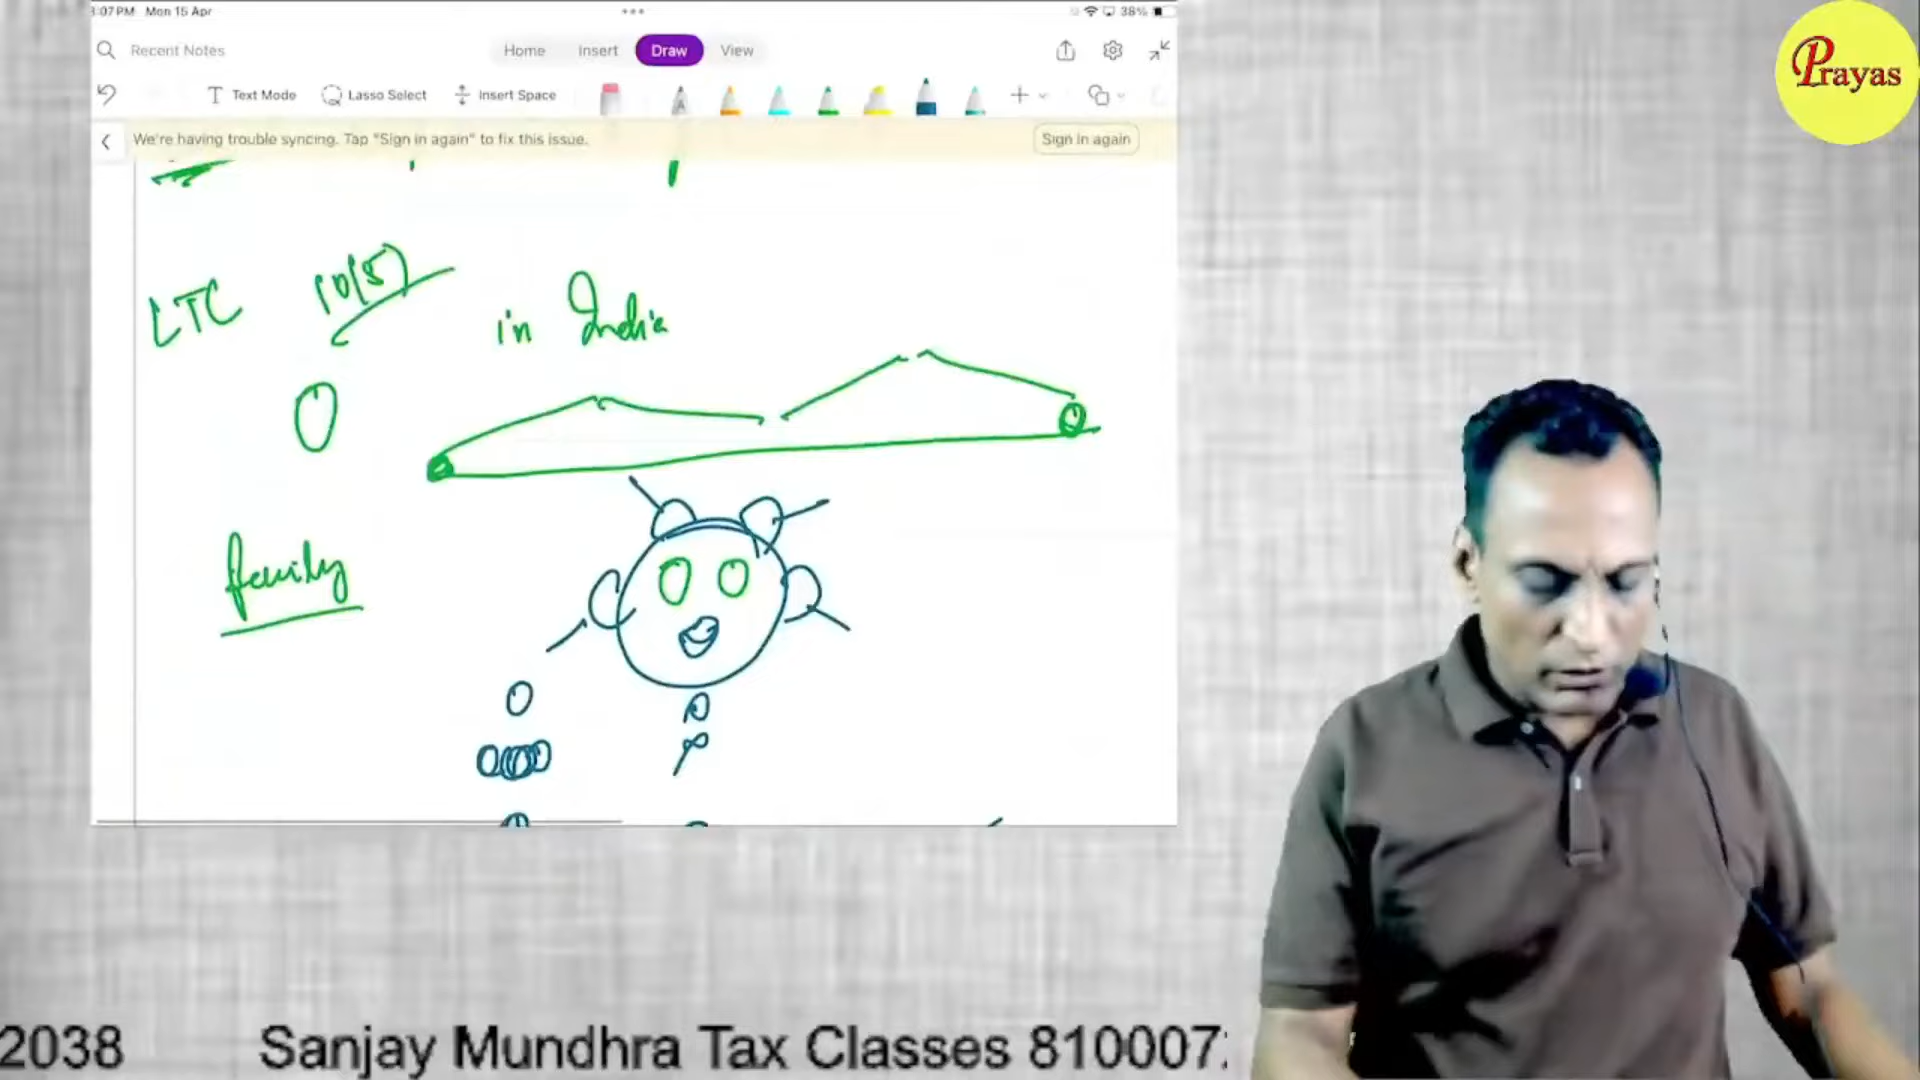 3:07 PM Mon 15 Apr
38%
Recent Notes
Home Insert Draw View
Text Mode Lasso Select Insert Space
We're having trouble syncing. Tap "Sign in again" to fix this issue.
Sign in again
Prayas
LTC 10(5) in India
family
2038 Sanjay Mundhra Tax Classes 810007